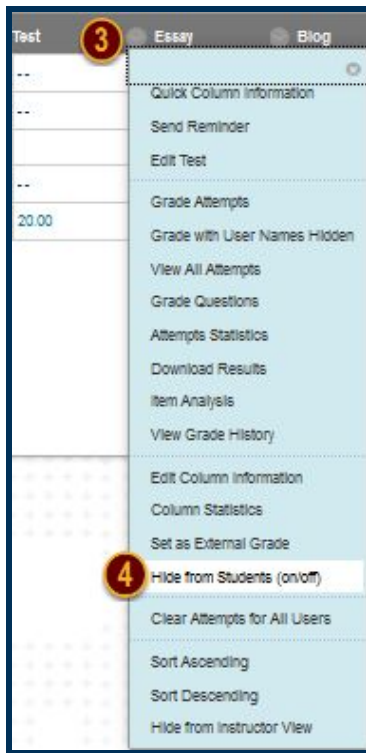 Test 3 Essay Blog
--
Quick Column Information
--
Send Reminder
Edit Test
--
Grade Attempts
20.00
Grade with User Names Hidden
View All Attempts
Grade Questions
Attempts Statistics
Download Results
Item Analysis
View Grade History
Edit Column Information
Column Statistics
Set as External Grade
4 Hide from Students (on/off)
Clear Attempts for All Users
Sort Ascending
Sort Descending
Hide from Instructor View